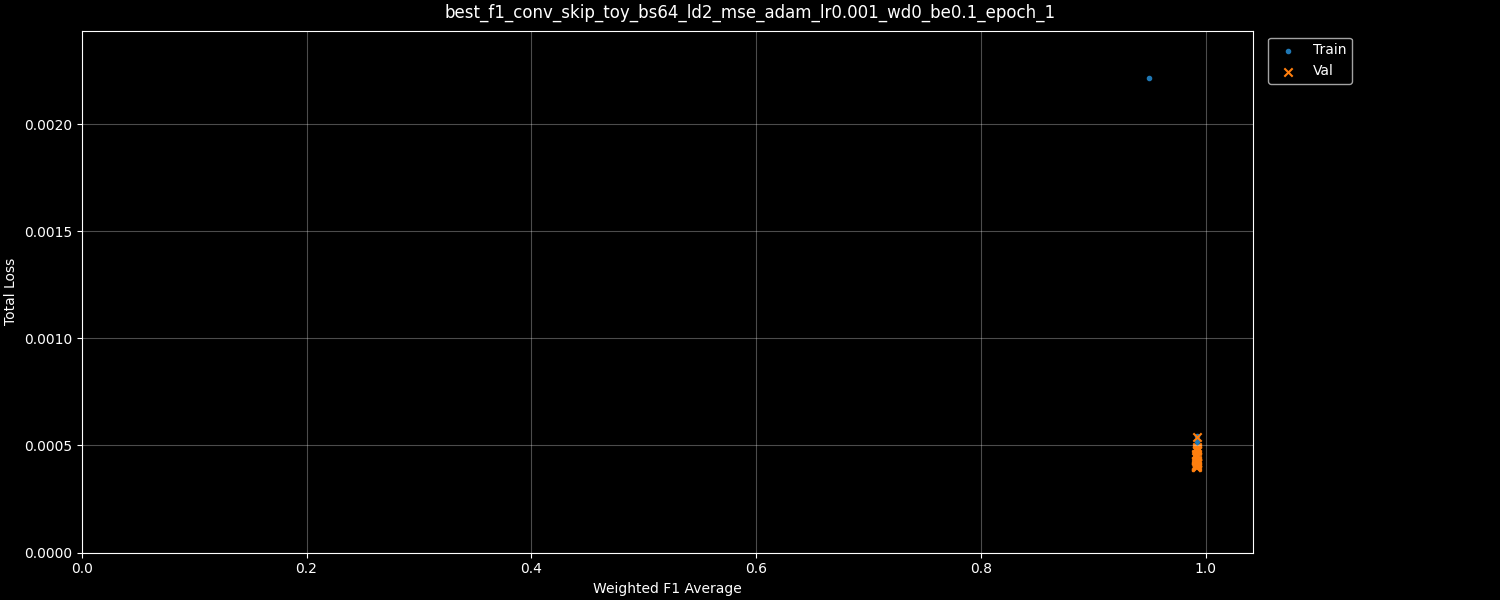 best_f1_conv_skip_toy_bs64_ld2_mse_adam_lr0.001_wd0_be0.1_epoch_1
Train
Val
0.0020
0.0015
0.0010
0.0005
0.0000
Total Loss
0.0 0.2 0.4 0.6 0.8 1.0
Weighted F1 Average